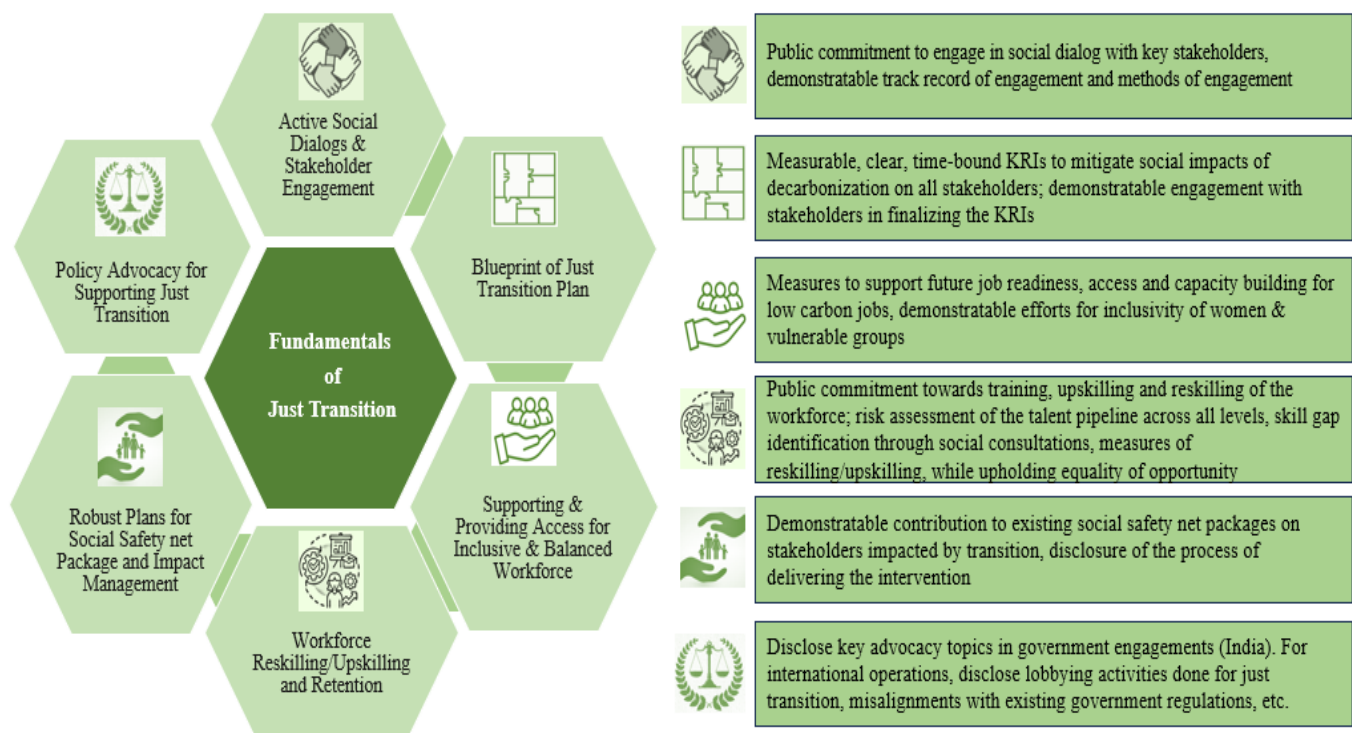 Active Social
Dialogs &
Stakeholder
Engagement
Policy Advocacy for
Supporting Just
Transition
Blueprint of Just
Transition Plan
Fundamentals
of
Just Transition
Robust Plans for
Social Safety net
Package and Impact
Management
Supporting &
Providing Access for
Inclusive & Balanced
Workforce
Workforce
Reskilling/Upskilling
and Retention
Public commitment to engage in social dialog with key stakeholders,
demonstratable track record of engagement and methods of engagement
Measurable, clear, time-bound KRIs to mitigate social impacts of
decarbonization on all stakeholders; demonstratable engagement with
stakeholders in finalizing the KRIs
Measures to support future job readiness, access and capacity building for
low carbon jobs, demonstratable efforts for inclusivity of women &
vulnerable groups
Public commitment towards training, upskilling and reskilling of the
workforce; risk assessment of the talent pipeline across all levels, skill gap
identification through social consultations, measures of
reskilling/upskilling, while upholding equality of opportunity
Demonstratable contribution to existing social safety net packages on
stakeholders impacted by transition, disclosure of the process of
delivering the intervention
Disclose key advocacy topics in government engagements (India). For
international operations, disclose lobbying activities done for just
transition, misalignments with existing government regulations, etc.